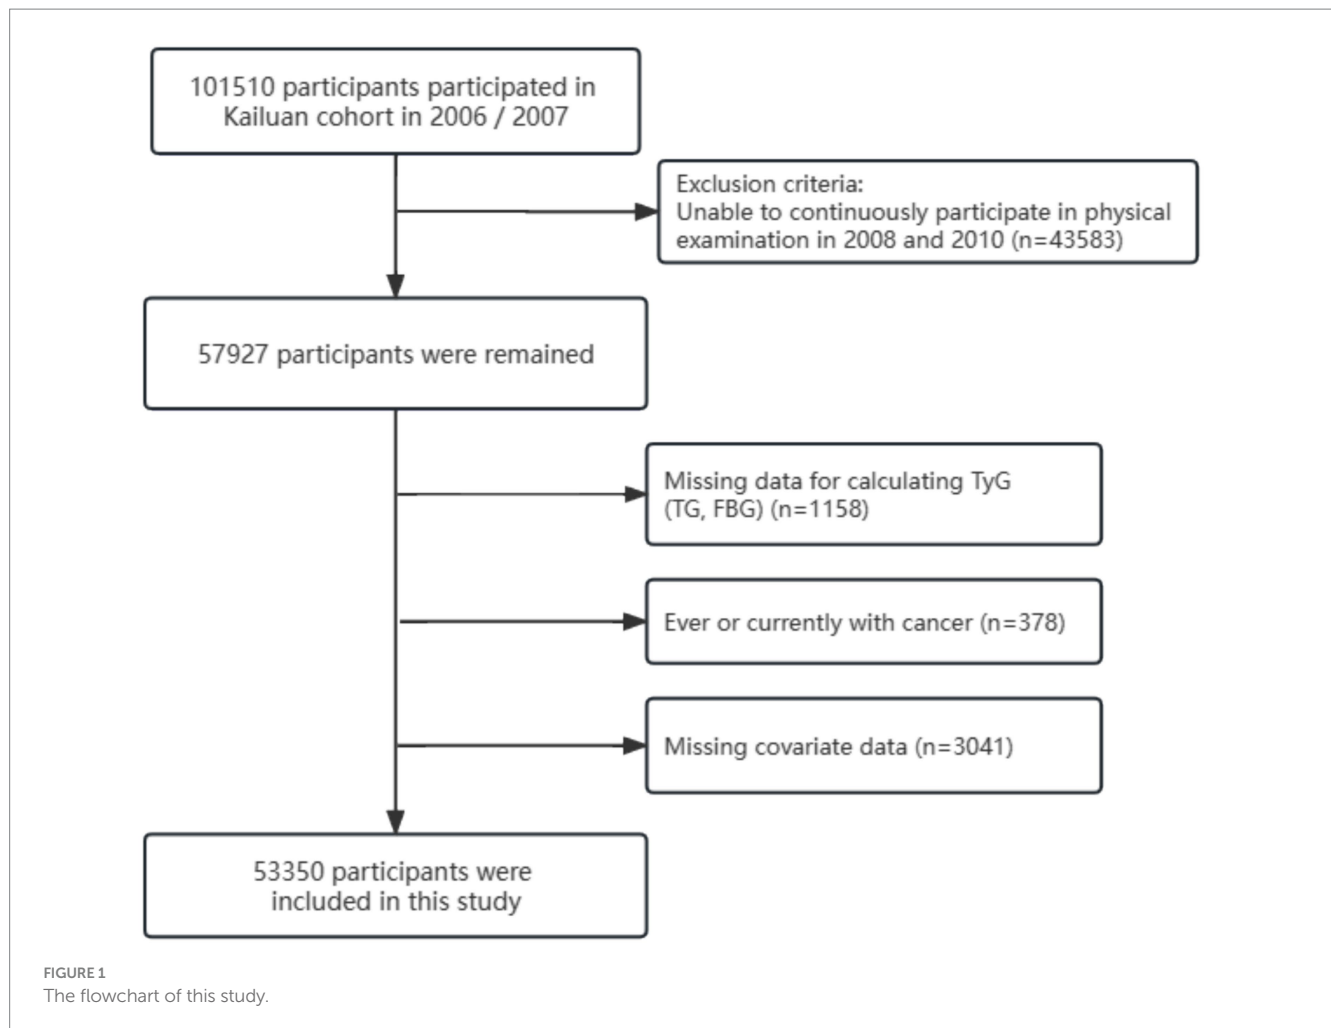 101510 participants participated in
Kailuan cohort in 2006 / 2007
Exclusion criteria:
Unable to continuously participate in physical
examination in 2008 and 2010 (n=43583)
57927 participants were remained
Missing data for calculating TyG
(TG, FBG) (n=1158)
Ever or currently with cancer (n=378)
Missing covariate data (n=3041)
53350 participants were
included in this study
FIGURE 1
The flowchart of this study.